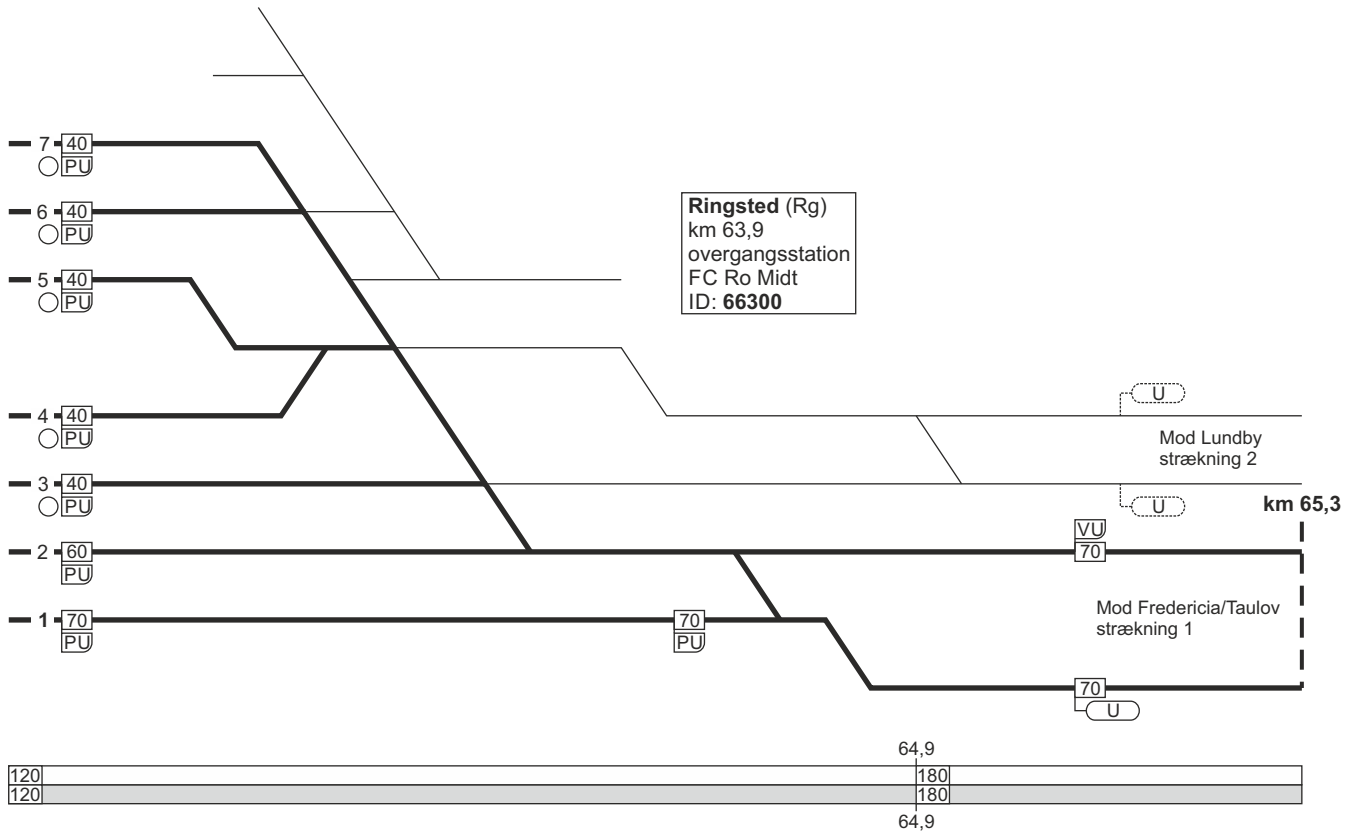 7 40
PU
6 40
PU
5 40
PU
4 40
PU
3 40
PU
2 60
PU
1 70
PU
Ringsted (Rg)
km 63,9
overgangsstation
FC Ro Midt
ID: 66300
U
Mod Lundby
strækning 2
U
km 65,3
VU
70
70
PU
Mod Fredericia/Taulov
strækning 1
70
U
64,9
120 180
120 180
64,9